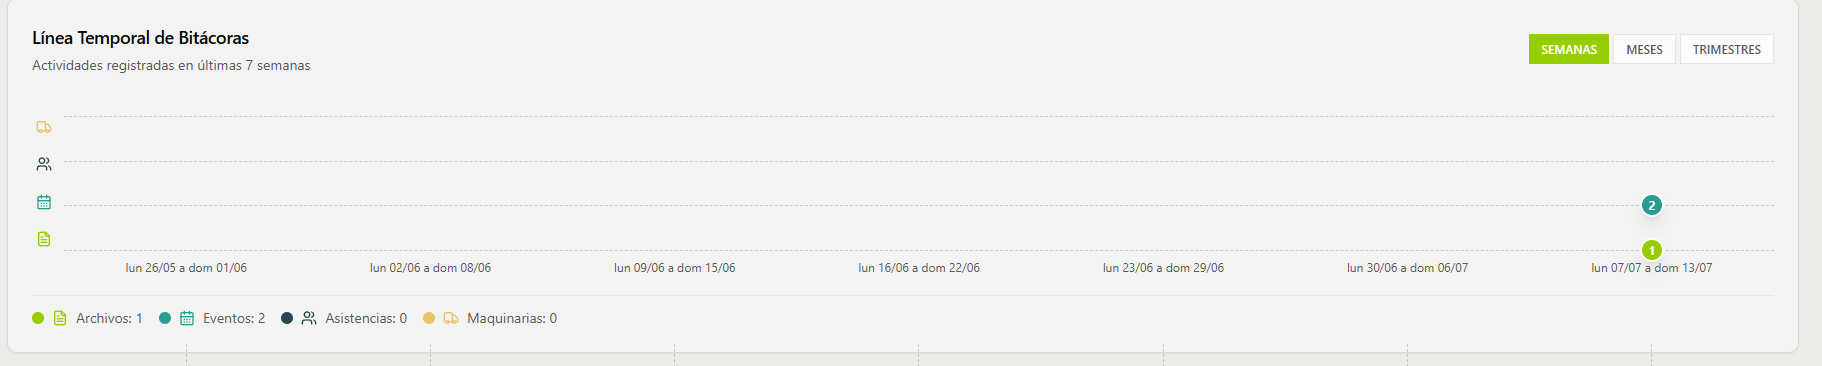 Línea Temporal de Bitácoras
Actividades registradas en últimas 7 semanas
SEMANAS MESES TRIMESTRES
2
1
lun 26/05 a dom 01/06 lun 02/06 a dom 08/06 lun 09/06 a dom 15/06 lun 16/06 a dom 22/06 lun 23/06 a dom 29/06 lun 30/06 a dom 06/07 lun 07/07 a dom 13/07
Archivos: 1 Eventos: 2 Asistencias: 0 Maquinarias: 0